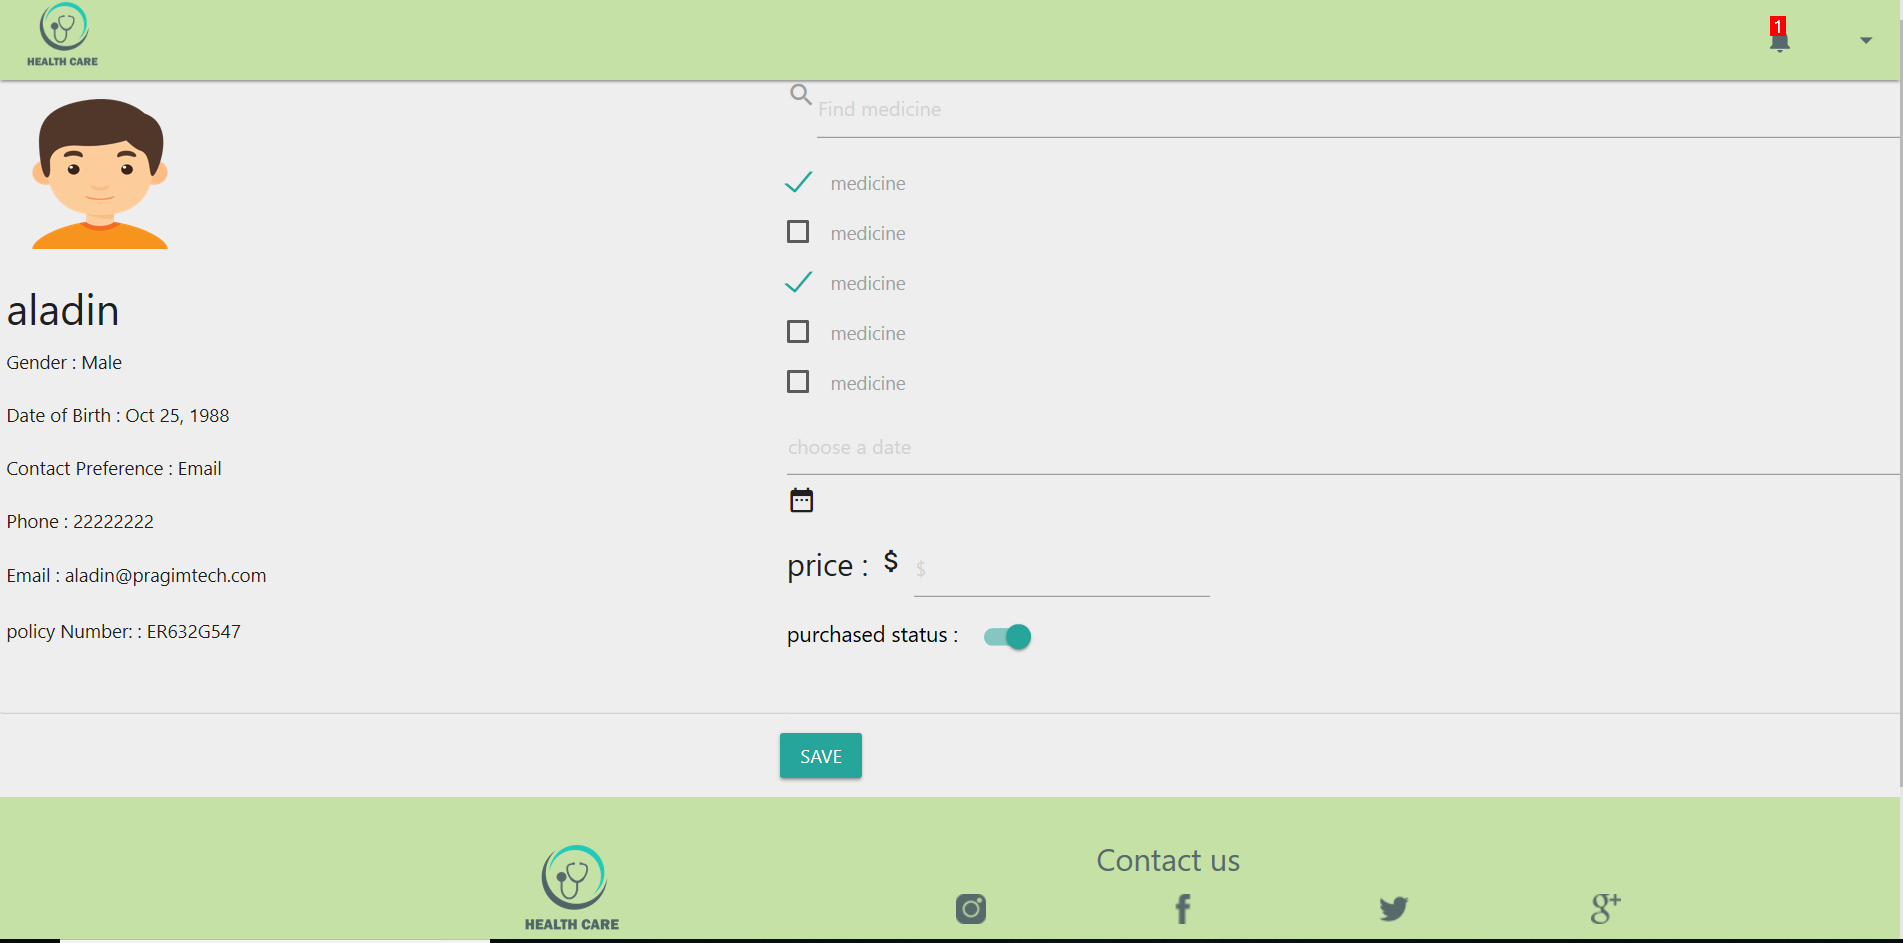 HEALTH CARE
1
Find medicine
medicine
medicine
medicine
medicine
medicine
choose a date
price : $ $
purchased status :
aladin
Gender : Male
Date of Birth : Oct 25, 1988
Contact Preference : Email
Phone : 22222222
Email : aladin@pragimtech.com
policy Number: : ER632G547
SAVE
HEALTH CARE
Contact us
g+